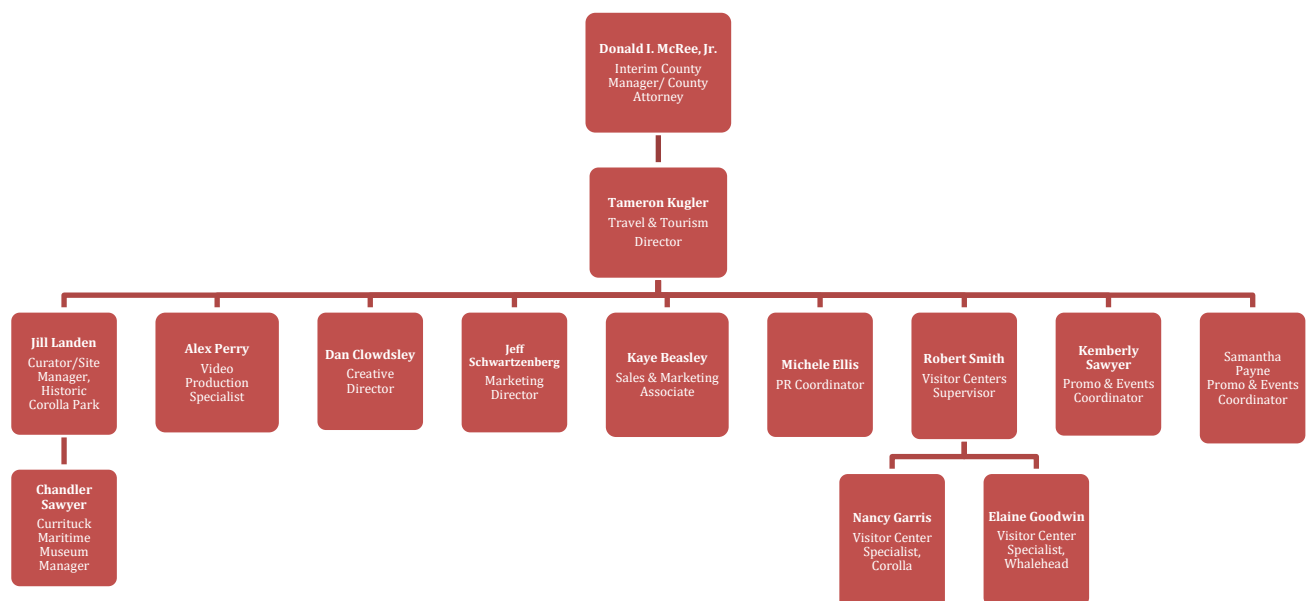 Donald I. McRee, Jr.
Interim County
Manager/ County
Attorney
Tameron Kugler
Travel & Tourism
Director
Jill Landen
Curator/Site
Manager,
Historic
Corolla Park
Alex Perry
Video
Production
Specialist
Dan Clowdsley
Creative
Director
Jeff
Schwartzenberg
Marketing
Director
Kaye Beasley
Sales & Marketing
Associate
Michele Ellis
PR Coordinator
Robert Smith
Visitor Centers
Supervisor
Kemberly
Sawyer
Promo & Events
Coordinator
Samantha
Payne
Promo & Events
Coordinator
Chandler
Sawyer
Currituck
Maritime
Museum
Manager
Nancy Garris
Visitor Center
Specialist,
Corolla
Elaine Goodwin
Visitor Center
Specialist,
Whalehead